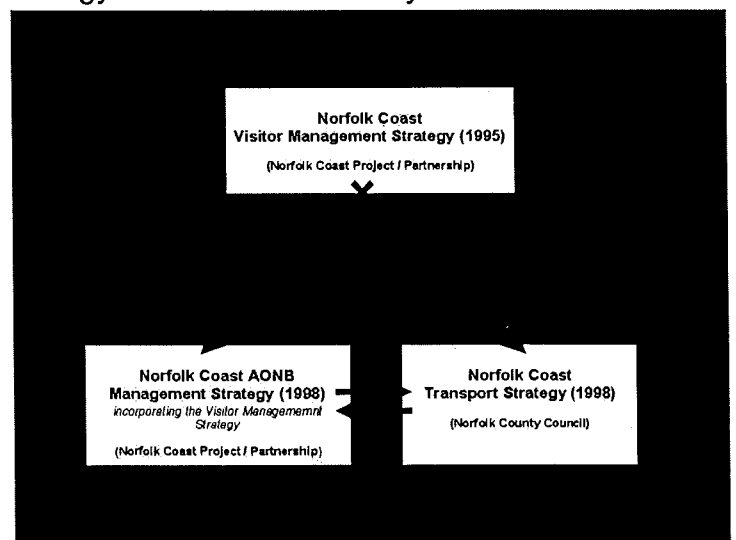 Norfolk Coast
Visitor Management Strategy (1995)
(Norfolk Coast Project / Partnership)
Norfolk Coast AONB
Management Strategy (1998)
incorporating the Visitor Managememnt
Strategy
(Norfolk Coast Project / Partnership)
Norfolk Coast
Transport Strategy (1998)
(Norfolk County Council)